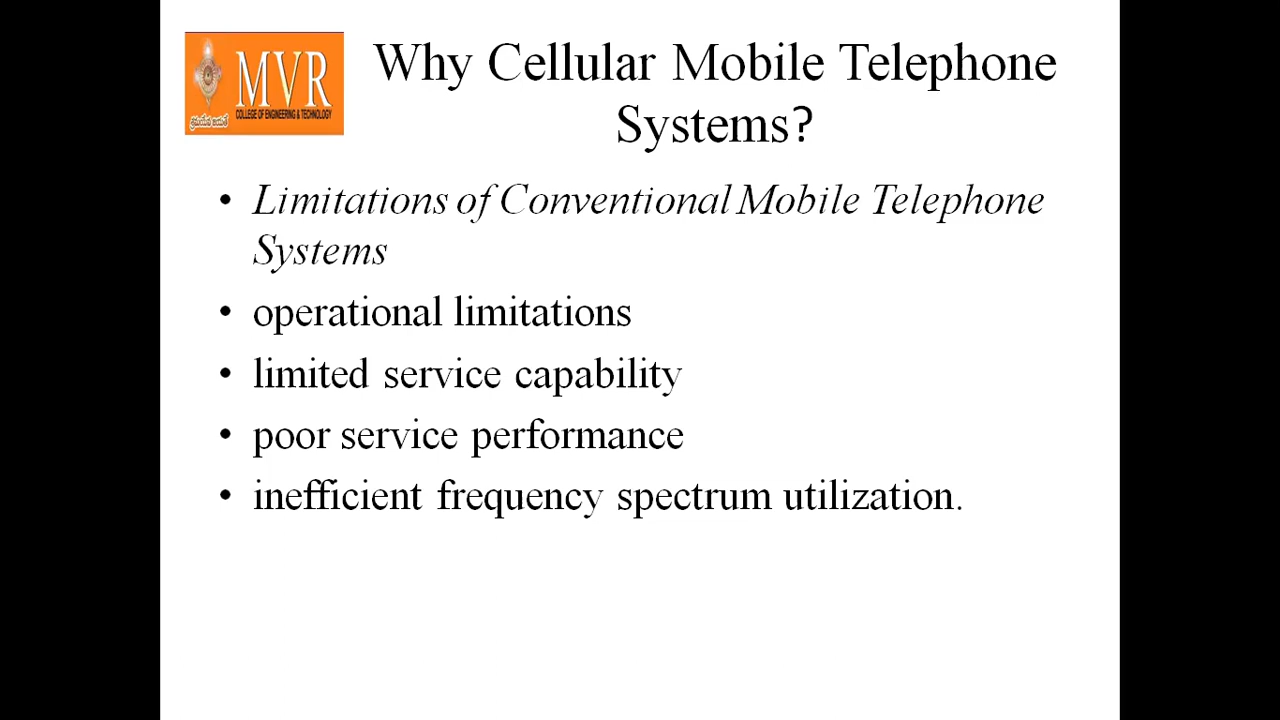 MVR
COLLEGE OF ENGINEERING & TECHNOLOGY
Why Cellular Mobile Telephone
Systems?
• Limitations of Conventional Mobile Telephone
Systems
• operational limitations
• limited service capability
• poor service performance
• inefficient frequency spectrum utilization.